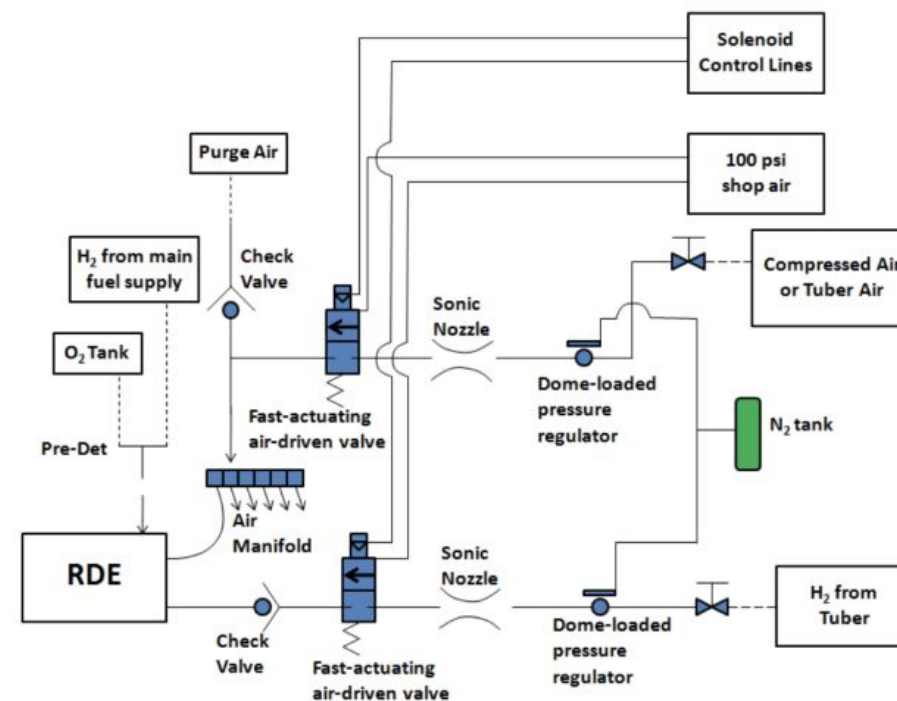 Solenoid
Control Lines
100 psi
shop air
Purge Air
H₂ from main
fuel supply
Check
Valve
Compressed Air
or Tuber Air
Sonic
Nozzle
O₂ Tank
Dome-loaded
pressure
regulator
Fast-actuating
air-driven valve
N₂ tank
Pre-Det
Air
Manifold
RDE
Sonic
Nozzle
H₂ from
Tuber
Check
Valve
Dome-loaded
pressure
regulator
Fast-actuating
air-driven valve